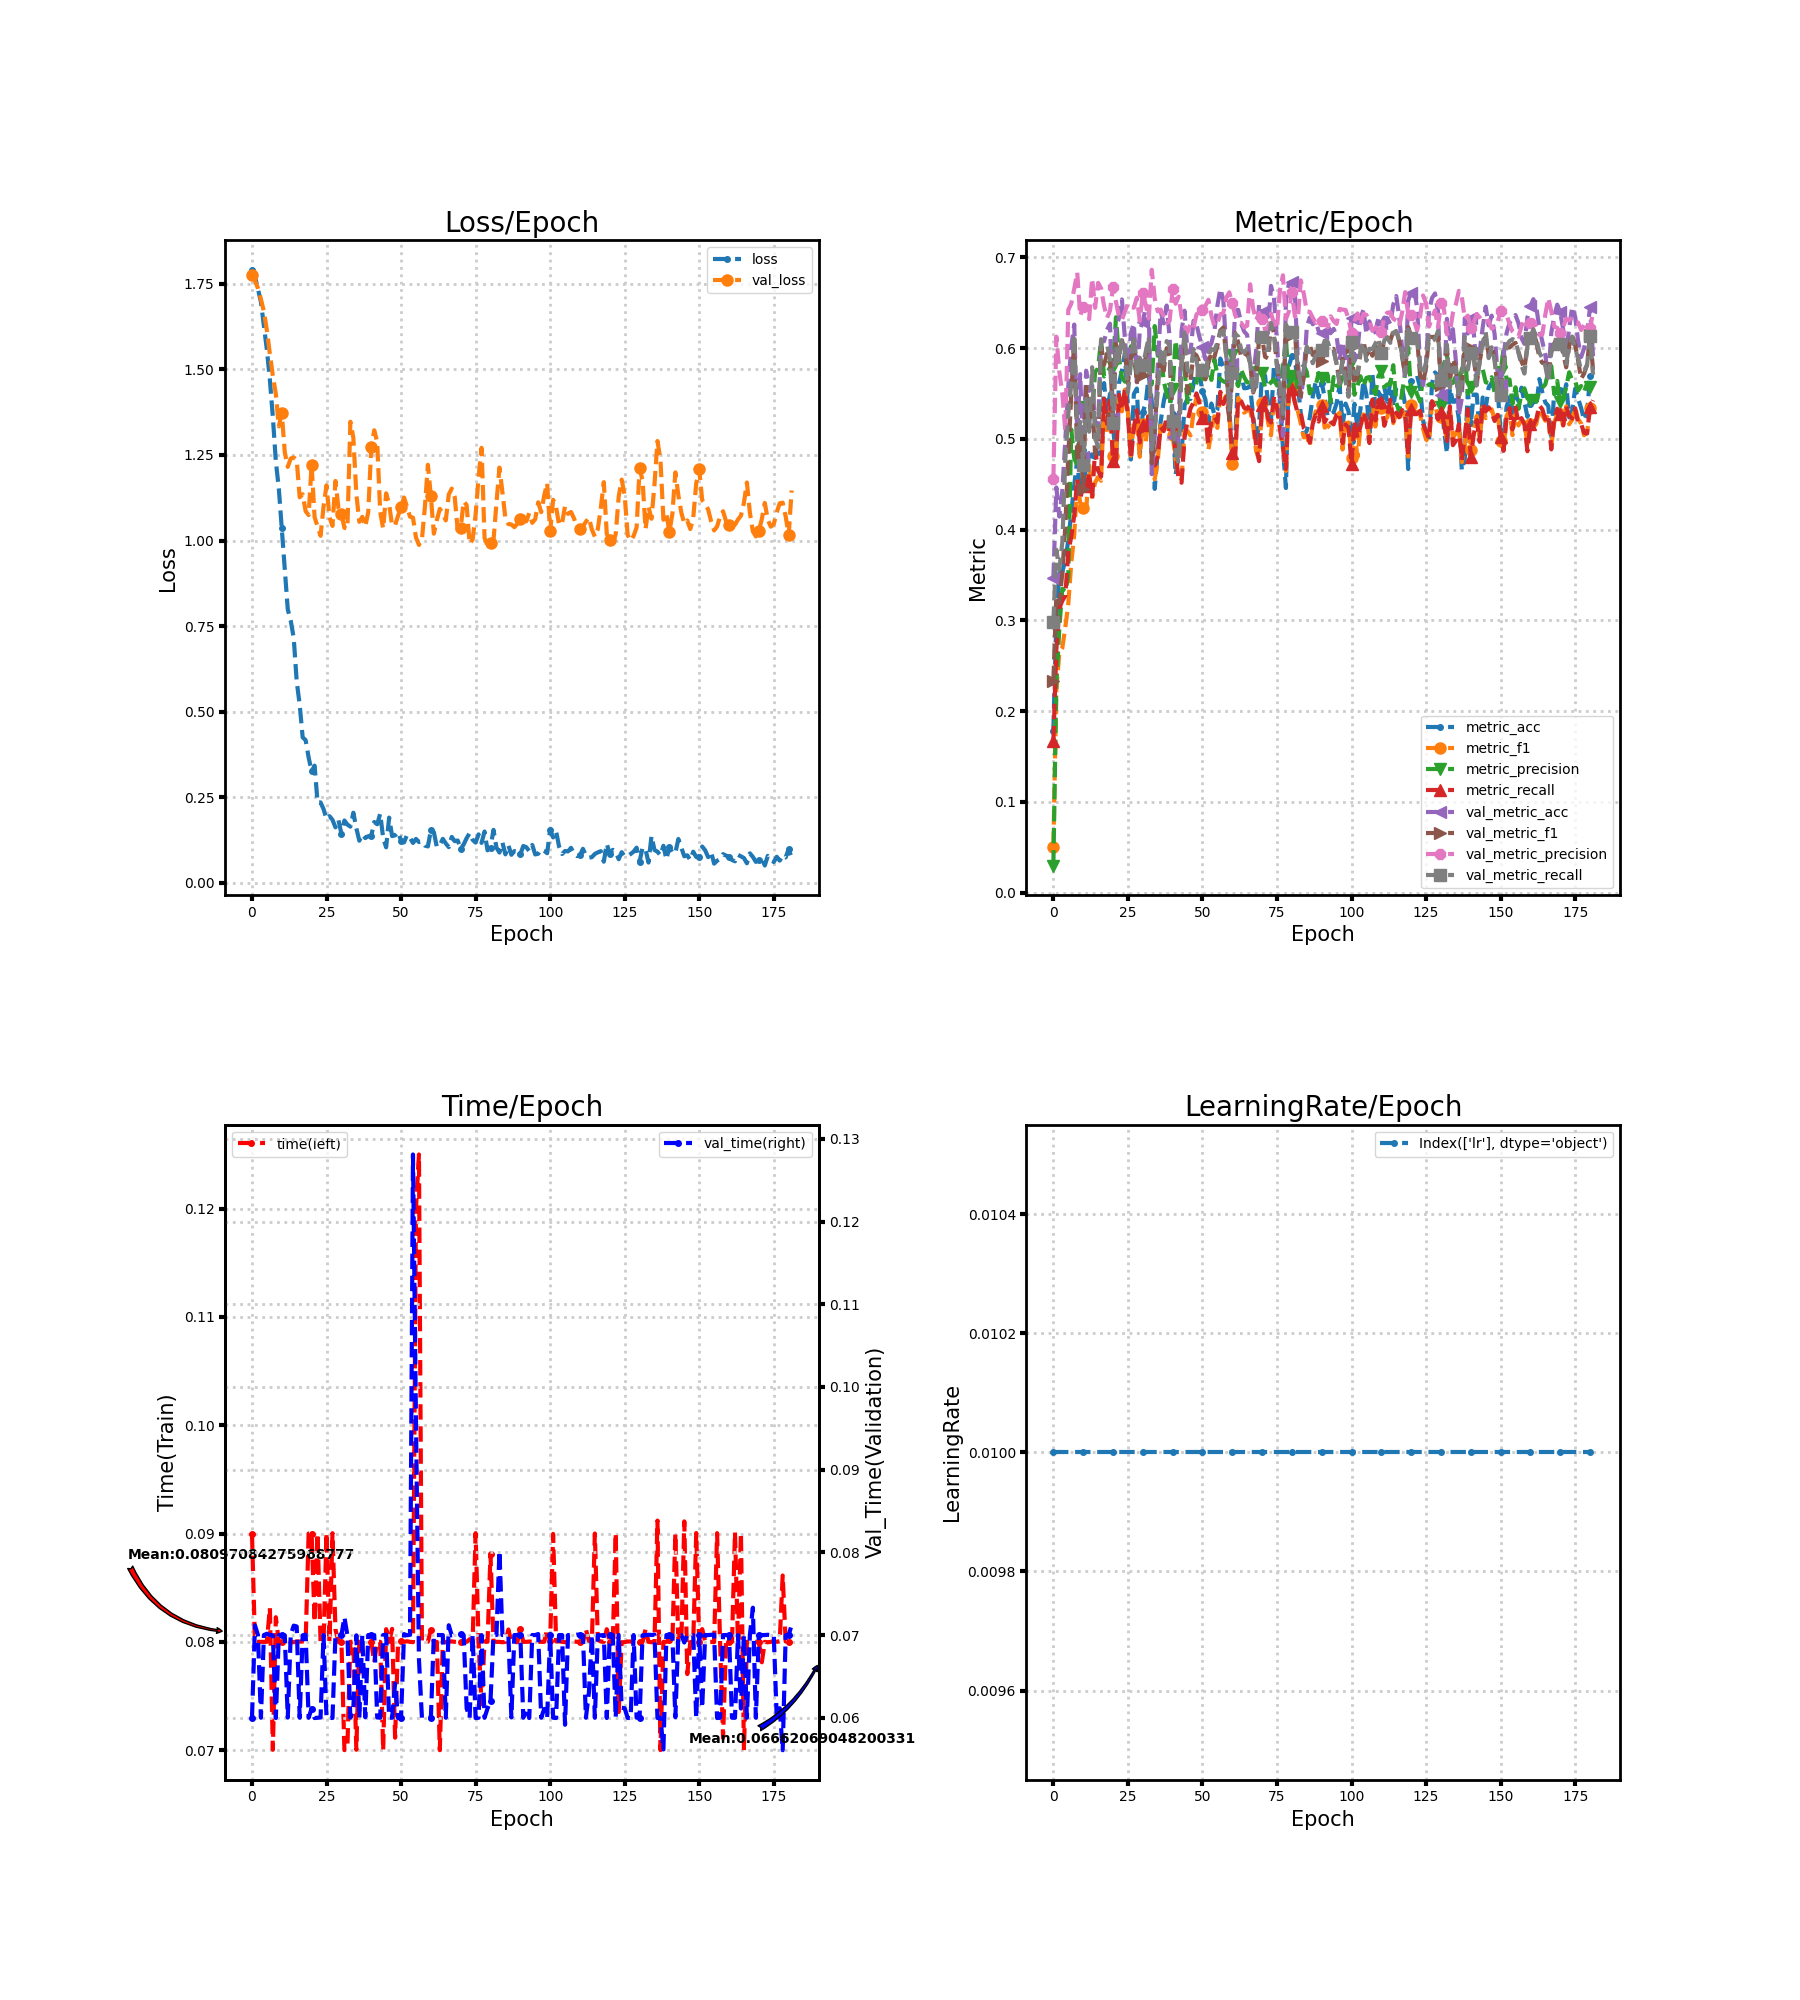 Loss/Epoch
loss
val_loss
1.75
1.50
1.25
1.00
0.75
0.50
0.25
0.00
Loss
0
25
50
75
100
125
150
175
Epoch
Metric/Epoch
0.7
0.6
0.5
0.4
0.3
0.2
0.1
0.0
Metric
metric_acc
metric_f1
metric_precision
metric_recall
val_metric_acc
val_metric_f1
val_metric_precision
val_metric_recall
0
25
50
75
100
125
150
175
Epoch
Time/Epoch
time(left)
val_time(right)
0.12
0.11
0.10
0.09
0.08
0.07
Time(Train)
0.13
0.12
0.11
0.10
0.09
0.08
0.07
0.06
Val_Time(Validation)
0
25
50
75
100
125
150
175
Epoch
LearningRate/Epoch
Index(['lr'], dtype='object')
0.0104
0.0102
0.0100
0.0098
0.0096
LearningRate
0
25
50
75
100
125
150
175
Epoch